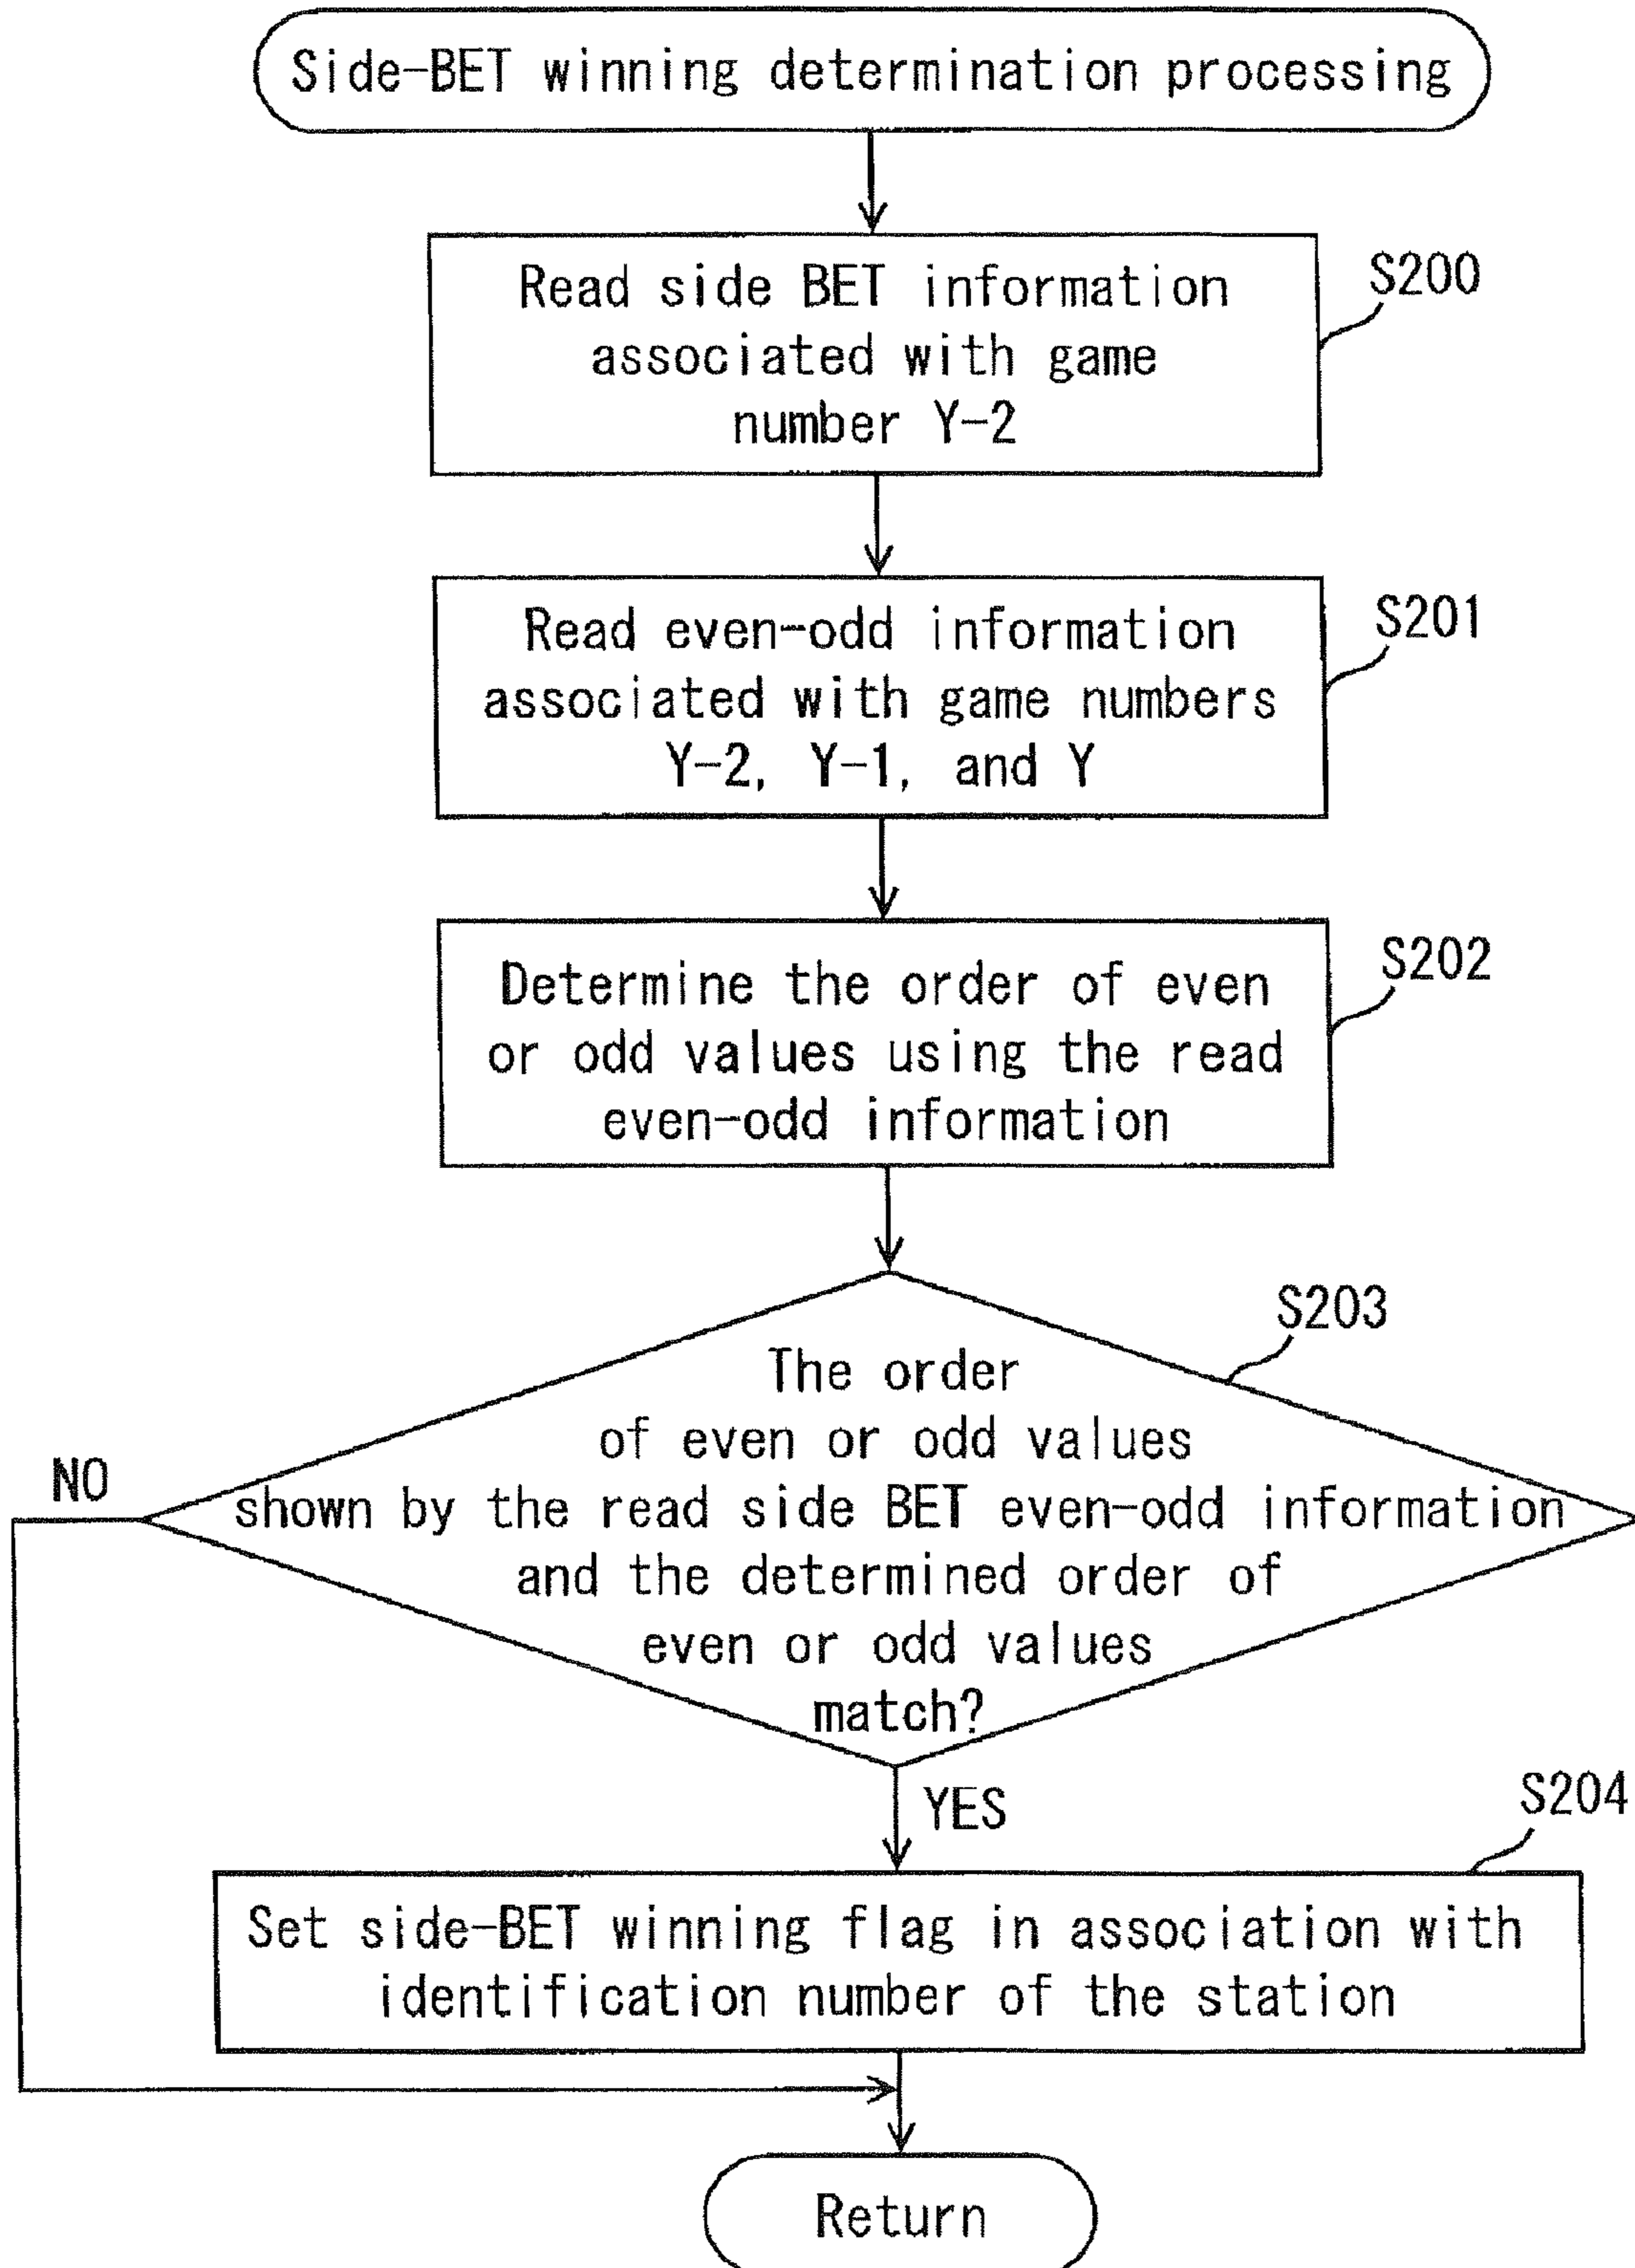 Side-BET winning determination processing
Read side BET information
associated with game
number Y-2
S200
Read even-odd information
associated with game numbers
Y-2, Y-1, and Y
S201
Determine the order of even
or odd values using the read
even-odd information
S202
The order
of even or odd values
shown by the read side BET even-odd information
and the determined order of
even or odd values
match?
S203
NO
YES
S204
Set side-BET winning flag in association with
identification number of the station
Return